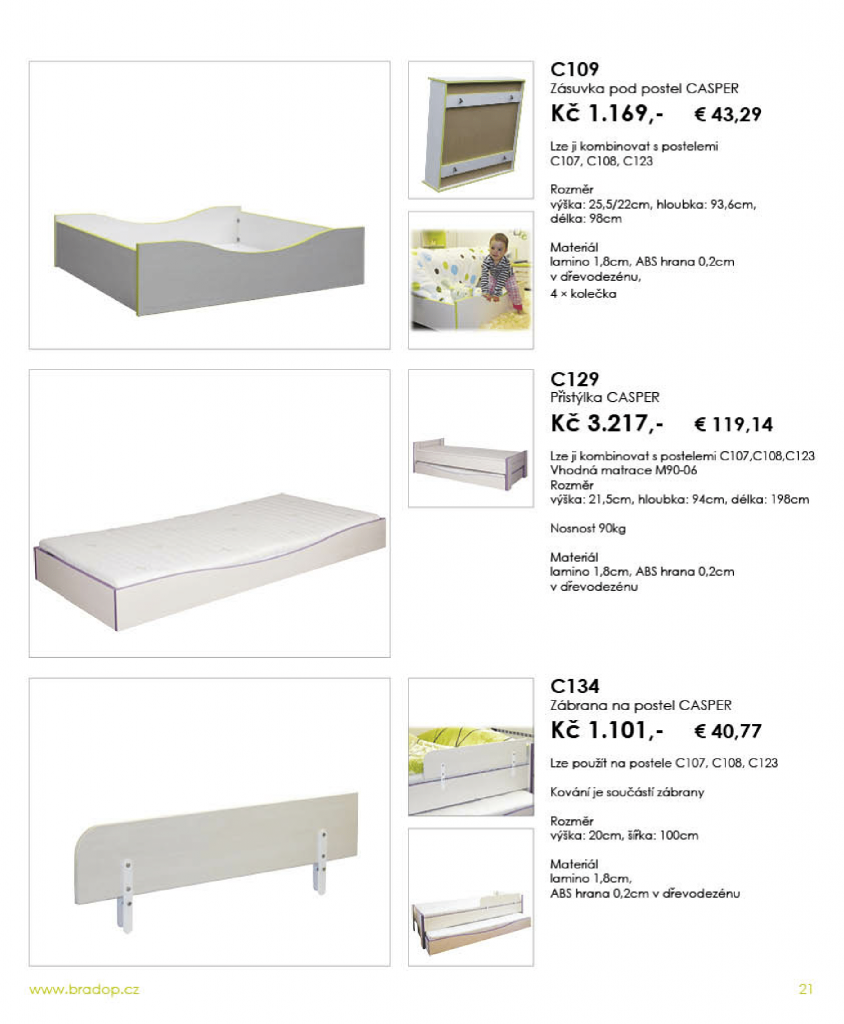 C109
Zásuvka pod postel CASPER
Kč 1.169,- € 43,29
Lze ji kombinovat s postelemi
C107, C108, C123
Rozměr
výška: 25,5/22cm, hloubka: 93,6cm,
délka: 98cm
Materiál
lamino 1,8cm, ABS hrana 0,2cm
v dřevodezénu,
4 × kolečka
C129
Přistýlka CASPER
Kč 3.217,- € 119,14
Lze ji kombinovat s postelemi C107,C108,C123
Vhodná matrace M90-06
Rozměr
výška: 21,5cm, hloubka: 94cm, délka: 198cm
Nosnost 90kg
Materiál
lamino 1,8cm, ABS hrana 0,2cm
v dřevodezénu
C134
Zábrana na postel CASPER
Kč 1.101,- € 40,77
Lze použít na postele C107, C108, C123
Kování je součástí zábrany
Rozměr
výška: 20cm, šířka: 100cm
Materiál
lamino 1,8cm,
ABS hrana 0,2cm v dřevodezénu
www.bradop.cz 21